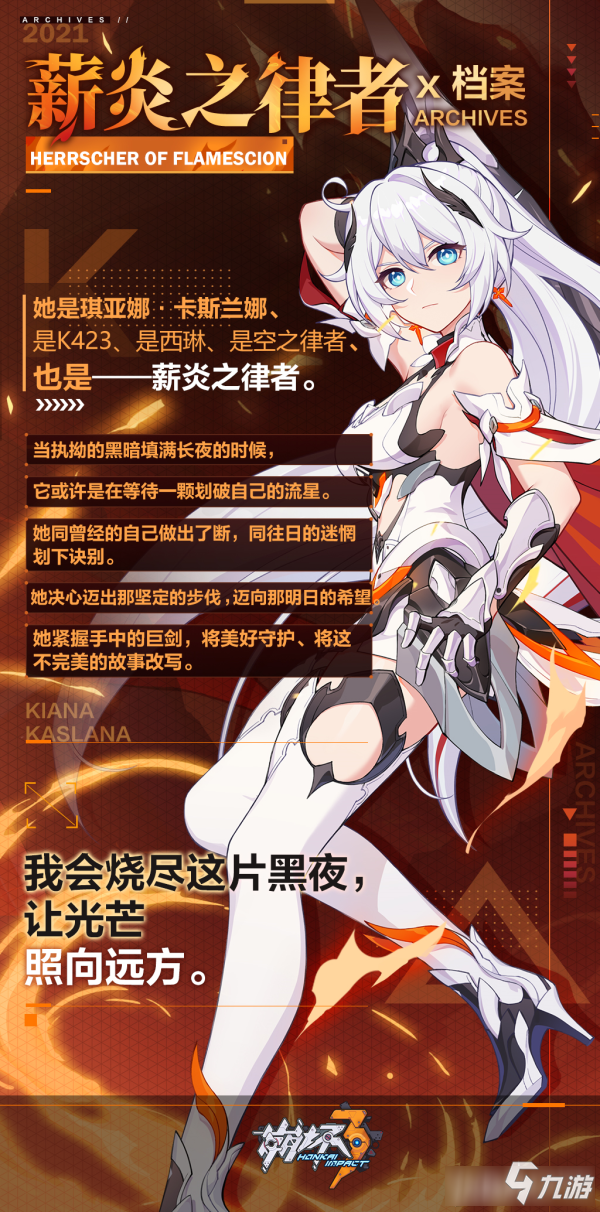 ARCHIVES //
2021
薪炎之律者 x 档案
ARCHIVES
HERRSCHER OF FLAMESCION
K
她是琪亚娜·卡斯兰娜、
是K423、是西琳、是空之律者、
也是——薪炎之律者。
当执拗的黑暗填满长夜的时候，
它或许是在等待一颗划破自己的流星。
她同曾经的自己做出了断，同往日的迷惘
划下诀别。
她决心迈出那坚定的步伐，迈向那明日的希望。
她紧握手中的巨剑，将美好守护、将这
不完美的故事改写。
KIANA
KASLANA
ARCHIVES
我会烧尽这片黑夜，
让光芒
照向远方。
崩坏3
HONKAI
IMPACT
九游